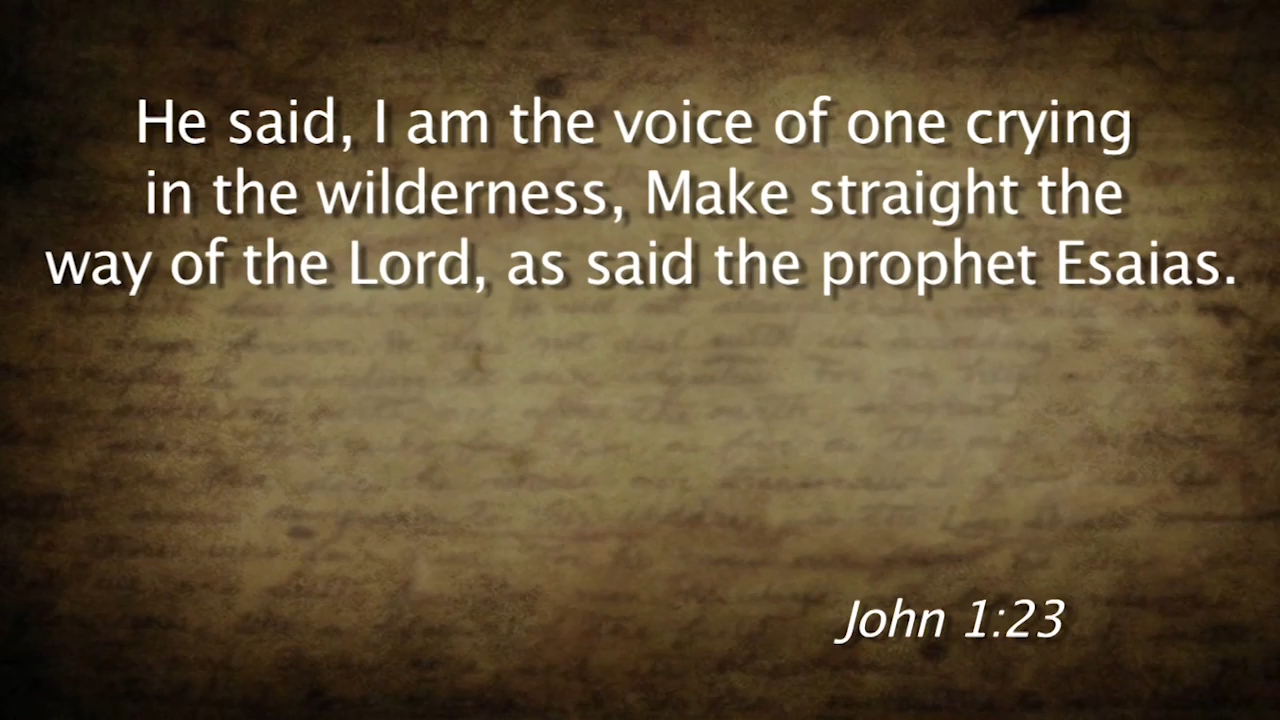 He said, I am the voice of one crying
in the wilderness, Make straight the
way of the Lord, as said the prophet Esaias.
John 1:23